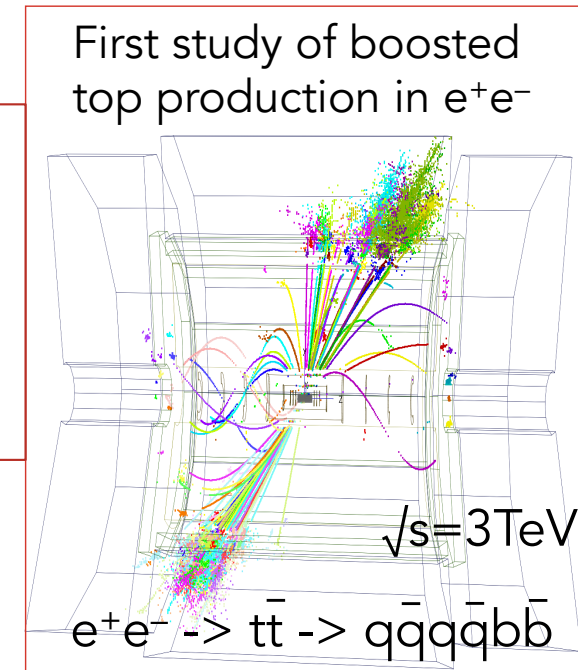 First study of boosted
top production in e⁺e⁻
z
√s=3TeV
e⁺e⁻ -> tt̄ -> qq̄qq̄bb̄